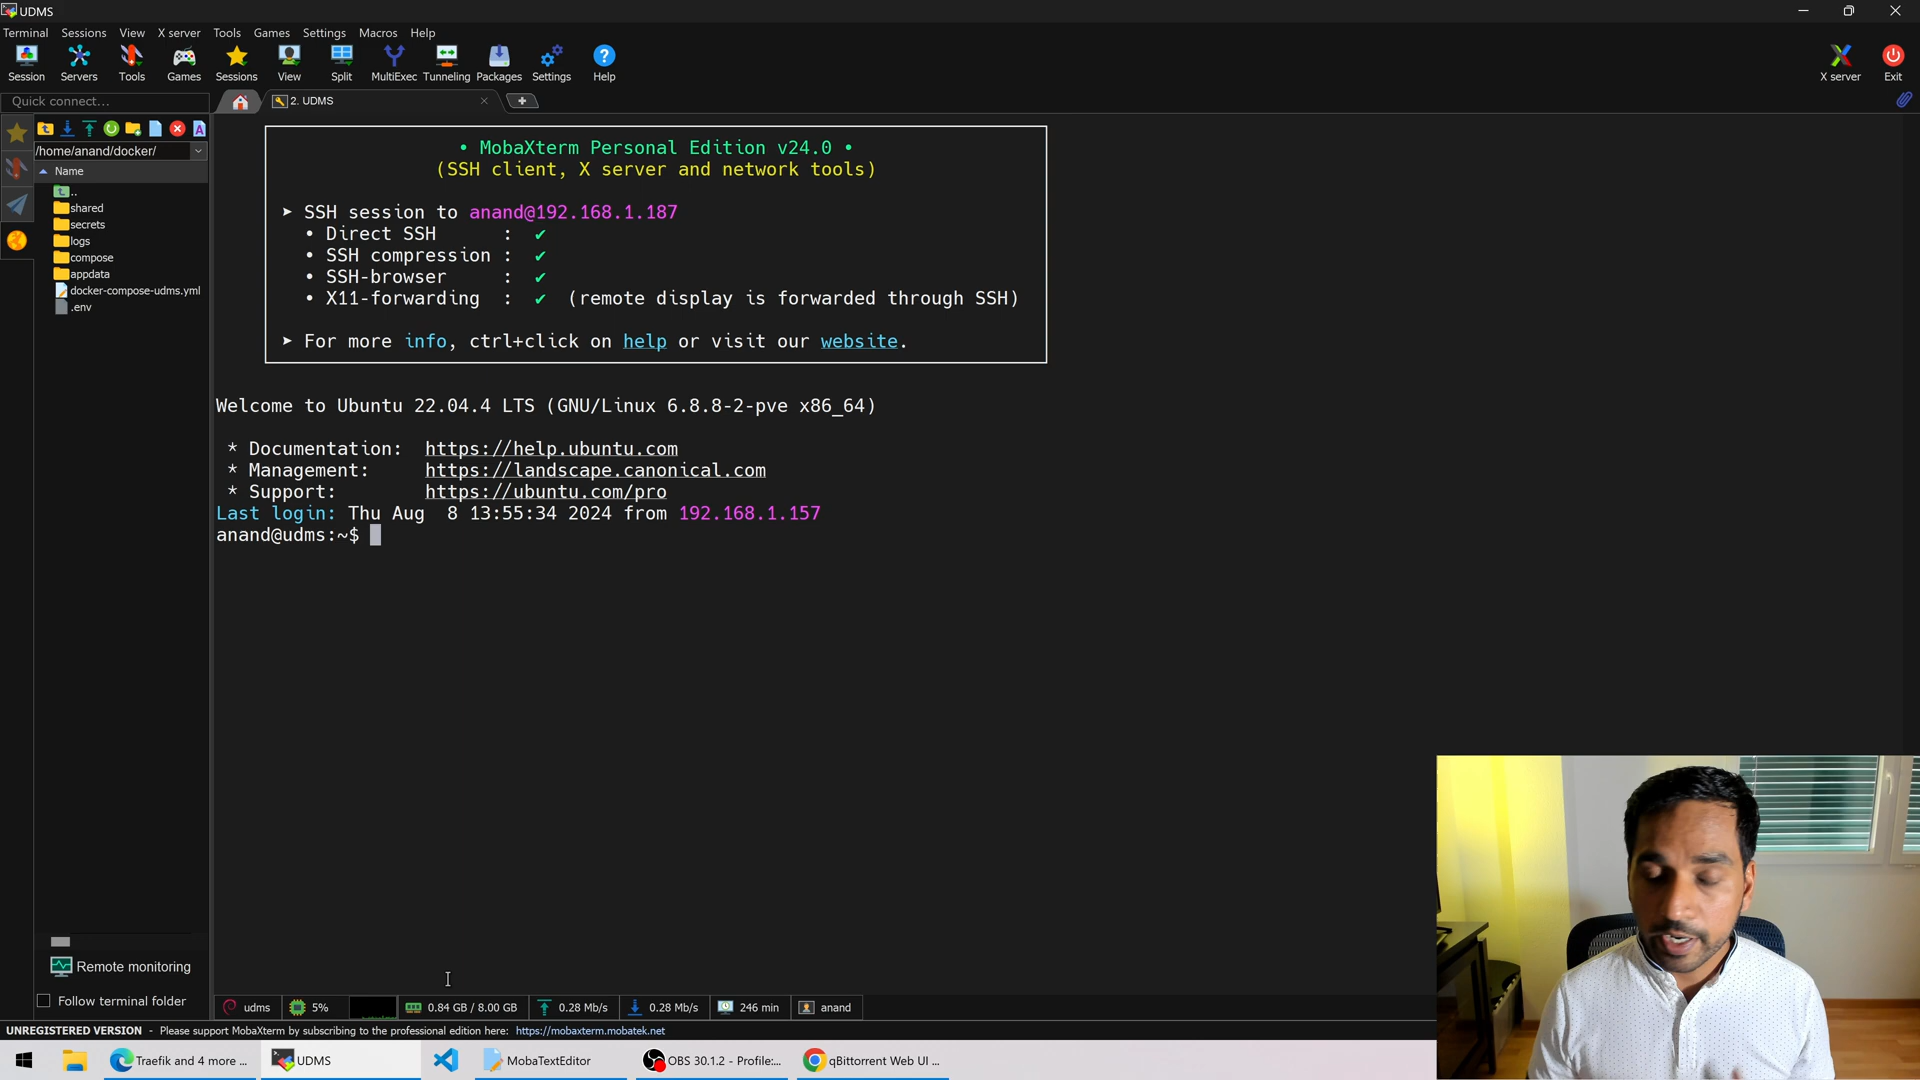 UDMS
Terminal Sessions View X server Tools Games Settings Macros Help
Session Servers Tools Games Sessions View Split MultiExec Tunneling Packages Settings Help X server Exit
Quick connect...
2. UDMS
/home/anand/docker/
Name
..
shared
secrets
logs
compose
appdata
docker-compose-udms.yml
.env
• MobaXterm Personal Edition v24.0 •
(SSH client, X server and network tools)
➤ SSH session to anand@192.168.1.187
• Direct SSH : ✔
• SSH compression : ✔
• SSH-browser : ✔
• X11-forwarding : ✔ (remote display is forwarded through SSH)
➤ For more info, ctrl+click on help or visit our website.
Welcome to Ubuntu 22.04.4 LTS (GNU/Linux 6.8.8-2-pve x86_64)
* Documentation: https://help.ubuntu.com
* Management: https://landscape.canonical.com
* Support: https://ubuntu.com/pro
Last login: Thu Aug 8 13:55:34 2024 from 192.168.1.157
anand@udms:~$
Remote monitoring
Follow terminal folder
udms 5% 0.84 GB / 8.00 GB 0.28 Mb/s 0.28 Mb/s 246 min anand
UNREGISTERED VERSION - Please support MobaXterm by subscribing to the professional edition here: https://mobaxterm.mobatek.net
Traefik and 4 more ... UDMS MobaTextEditor OBS 30.1.2 - Profile:... qBittorrent Web UI ...